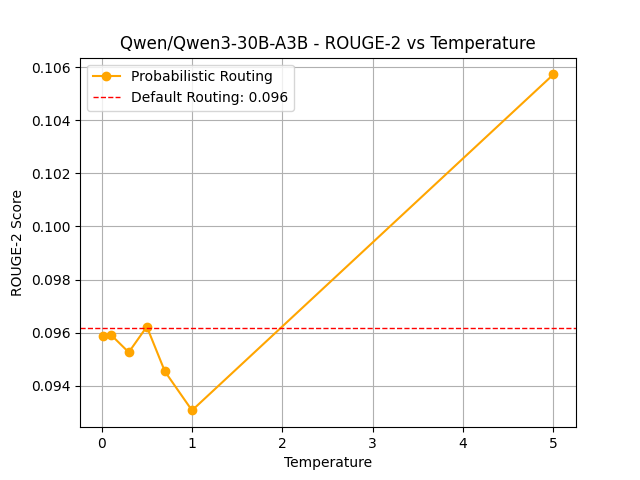 Qwen/Qwen3-30B-A3B - ROUGE-2 vs Temperature
Probabilistic Routing
Default Routing: 0.096
ROUGE-2 Score
0.106
0.104
0.102
0.100
0.098
0.096
0.094
0 1 2 3 4 5
Temperature